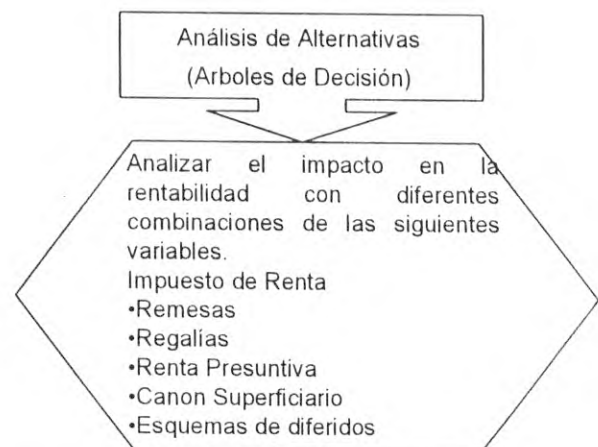 Análisis de Alternativas
(Arboles de Decisión)
Analizar el impacto en la
rentabilidad con diferentes
combinaciones de las siguientes
variables.
Impuesto de Renta
•Remesas
•Regalías
•Renta Presuntiva
•Canon Superficiario
•Esquemas de diferidos